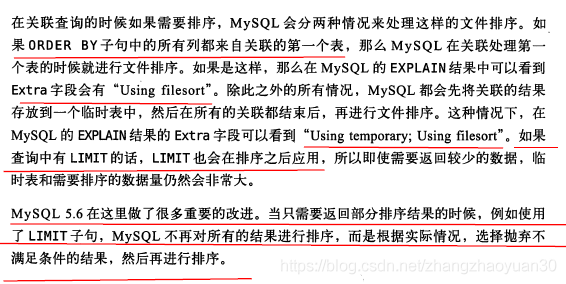 在关联查询的时候如果需要排序，MySQL 会分两种情况来处理这样的文件排序。如
果 ORDER BY 子句中的所有列都来自关联的第一个表，那么 MySQL 在关联处理第一
个表的时候就进行文件排序。如果是这样，那么在 MySQL 的 EXPLAIN 结果中可以看到
Extra 字段会有“Using filesort”。除此之外的所有情况，MySQL 都会先将关联的结果
存放到一个临时表中，然后在所有的关联都结束后，再进行文件排序。这种情况下，在
MySQL 的 EXPLAIN 结果的 Extra 字段可以看到“Using temporary; Using filesort”。如果
查询中有 LIMIT 的话，LIMIT 也会在排序之后应用，所以即使需要返回较少的数据，临
时表和需要排序的数据量仍然会非常大。
MySQL 5.6 在这里做了很多重要的改进。当只需要返回部分排序结果的时候，例如使用
了 LIMIT 子句，MySQL 不再对所有的结果进行排序，而是根据实际情况，选择抛弃不
满足条件的结果，然后再进行排序。
https://blog.csdn.net/zhangzhaoyuan30